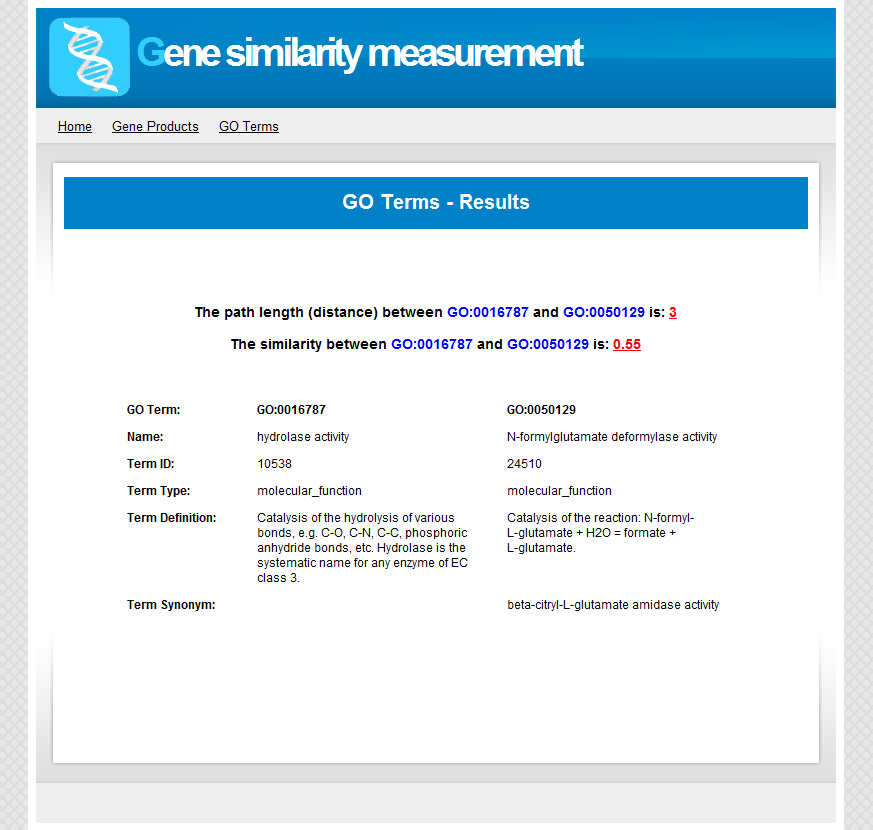 Gene similarity measurement
Home Gene Products GO Terms
GO Terms - Results
The path length (distance) between GO:0016787 and GO:0050129 is: 3
The similarity between GO:0016787 and GO:0050129 is: 0.55
GO Term: GO:0016787 GO:0050129
Name: hydrolase activity N-formylglutamate deformylase activity
Term ID: 10538 24510
Term Type: molecular_function molecular_function
Term Definition: Catalysis of the hydrolysis of various Catalysis of the reaction: N-formyl-
bonds, e.g. C-O, C-N, C-C, phosphoric L-glutamate + H2O = formate +
anhydride bonds, etc. Hydrolase is the L-glutamate.
systematic name for any enzyme of EC
class 3.
Term Synonym: beta-citryl-L-glutamate amidase activity